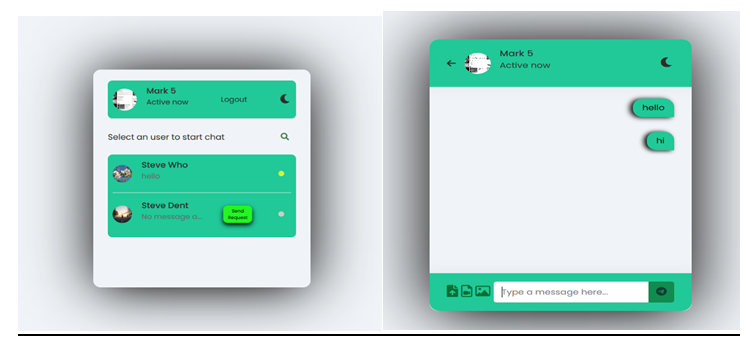 Mark 5
Active now
Logout
Select an user to start chat
Steve Who
hello
Steve Dent
No message a...
Send
Request
Mark 5
Active now
hello
hi
Type a message here...